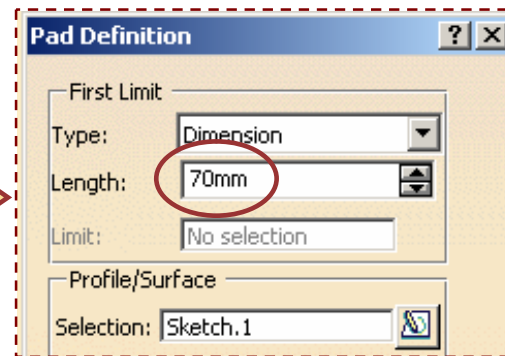 Pad Definition
First Limit
Type: Dimension
Length: 70mm
Limit: No selection
Profile/Surface
Selection: Sketch.1